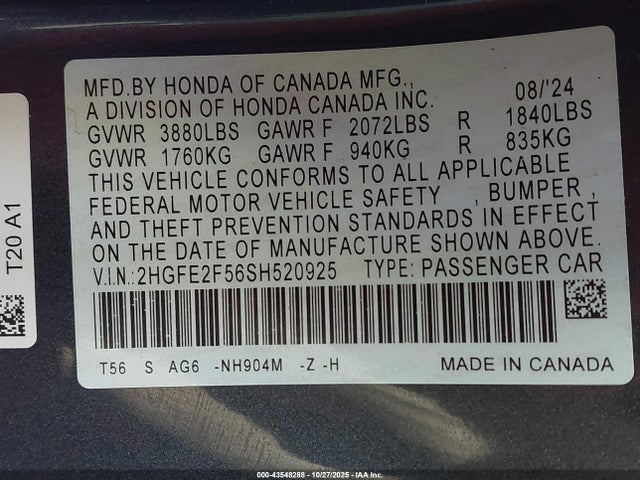 MFD.BY HONDA OF CANADA MFG., 08/'24
A DIVISION OF HONDA CANADA INC.
GVWR 3880LBS GAWR F 2072LBS R 1840LBS
GVWR 1760KG GAWR F 940KG R 835KG
THIS VEHICLE CONFORMS TO ALL APPLICABLE
FEDERAL MOTOR VEHICLE SAFETY , BUMPER ,
AND THEFT PREVENTION STANDARDS IN EFFECT
ON THE DATE OF MANUFACTURE SHOWN ABOVE.
V.I.N.:2HGFE2F56SH520925 TYPE: PASSENGER CAR
T56 S AG6 -NH904M -Z -H MADE IN CANADA
T20 A1
000-43548288 - 10/27/2025 - IAA Inc.